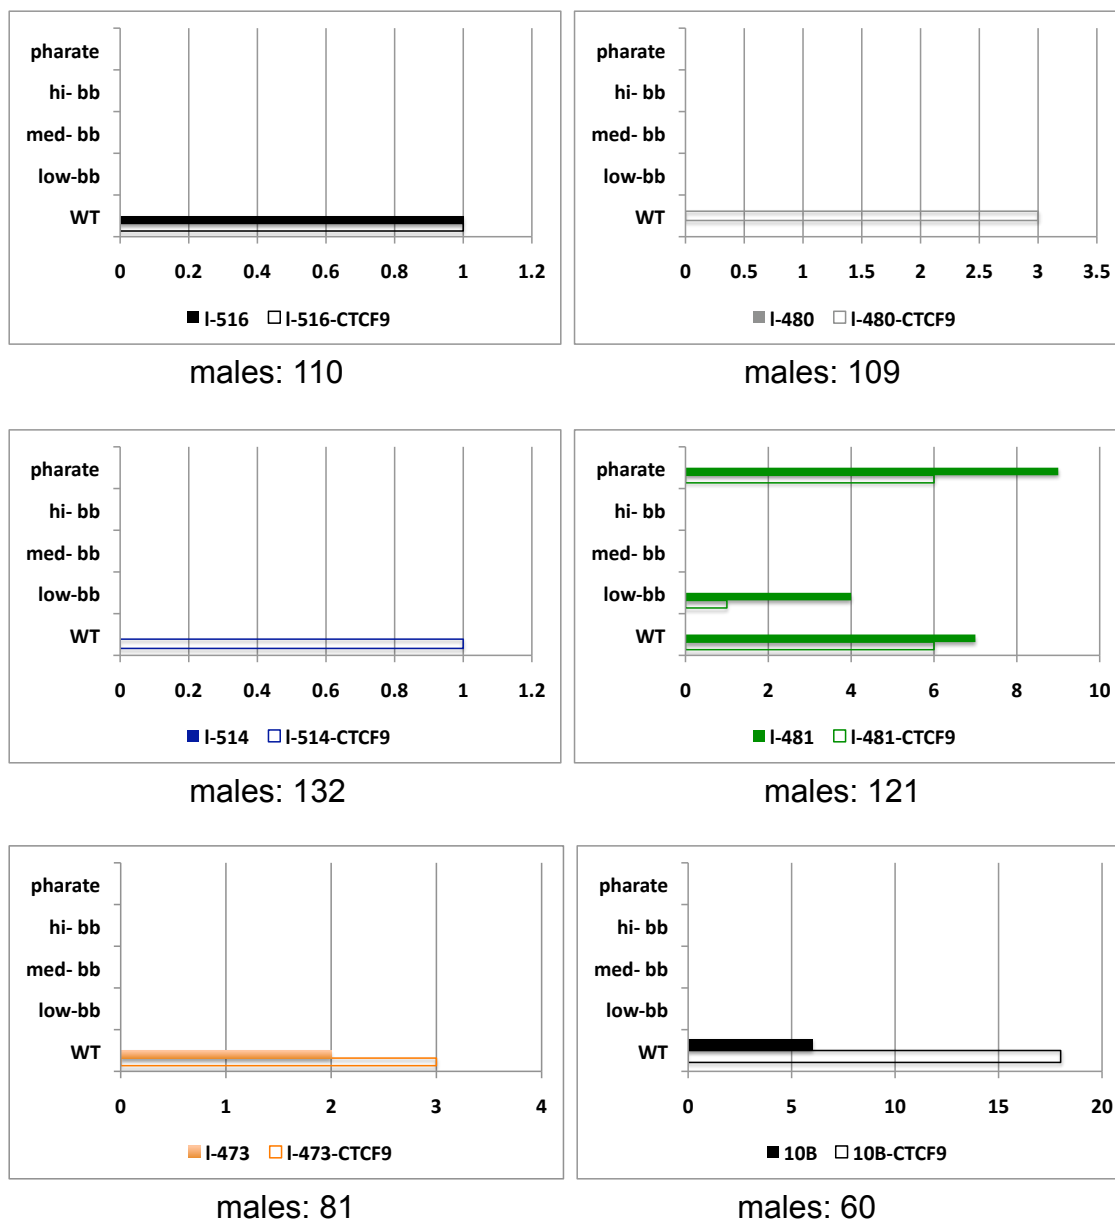 pharate
hi- bb
med- bb
low-bb
WT
0 0.2 0.4 0.6 0.8 1 1.2
l-516 l-516-CTCF9
males: 110
pharate
hi- bb
med- bb
low-bb
WT
0 0.5 1 1.5 2 2.5 3 3.5
l-480 l-480-CTCF9
males: 109
pharate
hi- bb
med- bb
low-bb
WT
0 0.2 0.4 0.6 0.8 1 1.2
l-514 l-514-CTCF9
males: 132
pharate
hi- bb
med- bb
low-bb
WT
0 2 4 6 8 10
l-481 l-481-CTCF9
males: 121
pharate
hi- bb
med- bb
low-bb
WT
0 1 2 3 4
l-473 l-473-CTCF9
males: 81
pharate
hi- bb
med- bb
low-bb
WT
0 5 10 15 20
10B 10B-CTCF9
males: 60